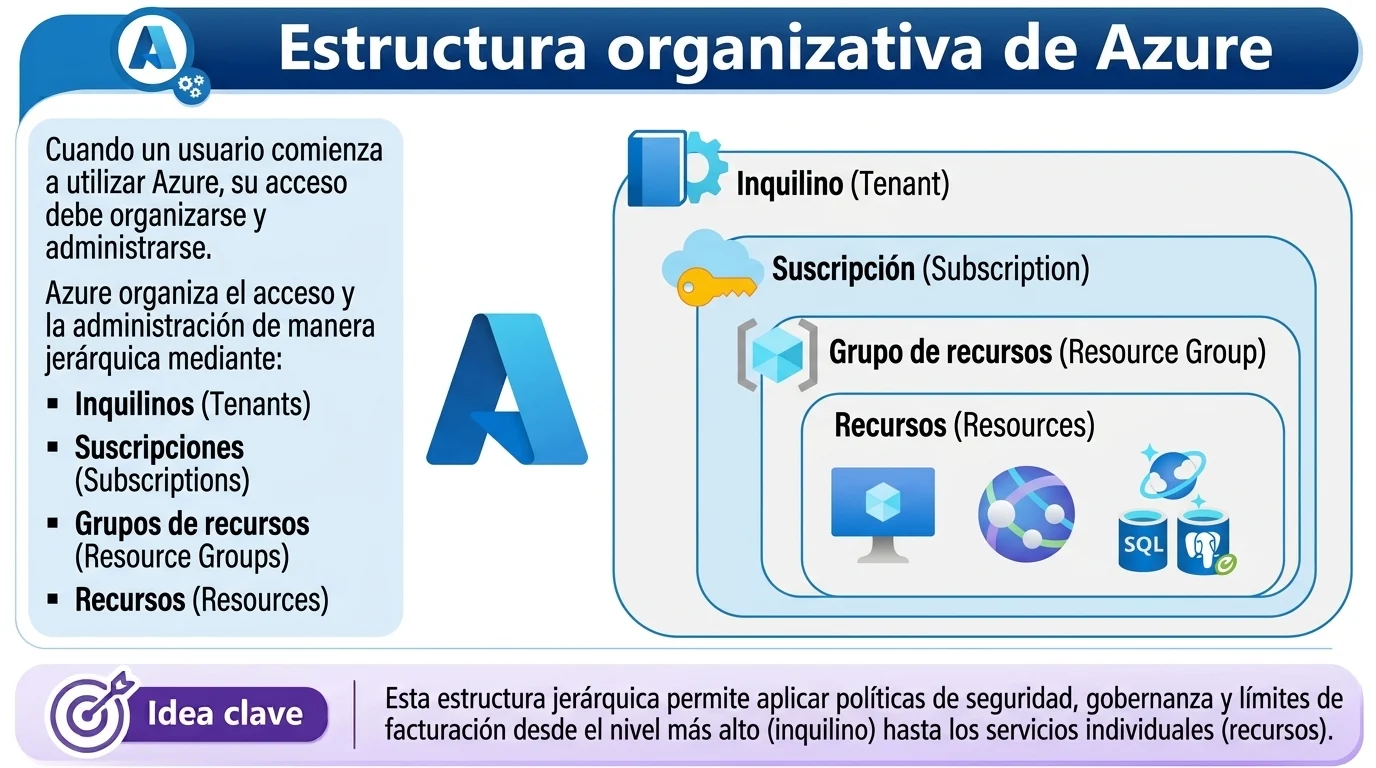 Estructura organizativa de Azure
Cuando un usuario comienza
a utilizar Azure, su acceso
debe organizarse y
administrarse.
Azure organiza el acceso y
la administración de manera
jerárquica mediante:
▪ Inquilinos (Tenants)
▪ Suscripciones
(Subscriptions)
▪ Grupos de recursos
(Resource Groups)
▪ Recursos (Resources)
Inquilino (Tenant)
Suscripción (Subscription)
Grupo de recursos (Resource Group)
Recursos (Resources)
SQL
Idea clave
Esta estructura jerárquica permite aplicar políticas de seguridad, gobernanza y límites de
facturación desde el nivel más alto (inquilino) hasta los servicios individuales (recursos).